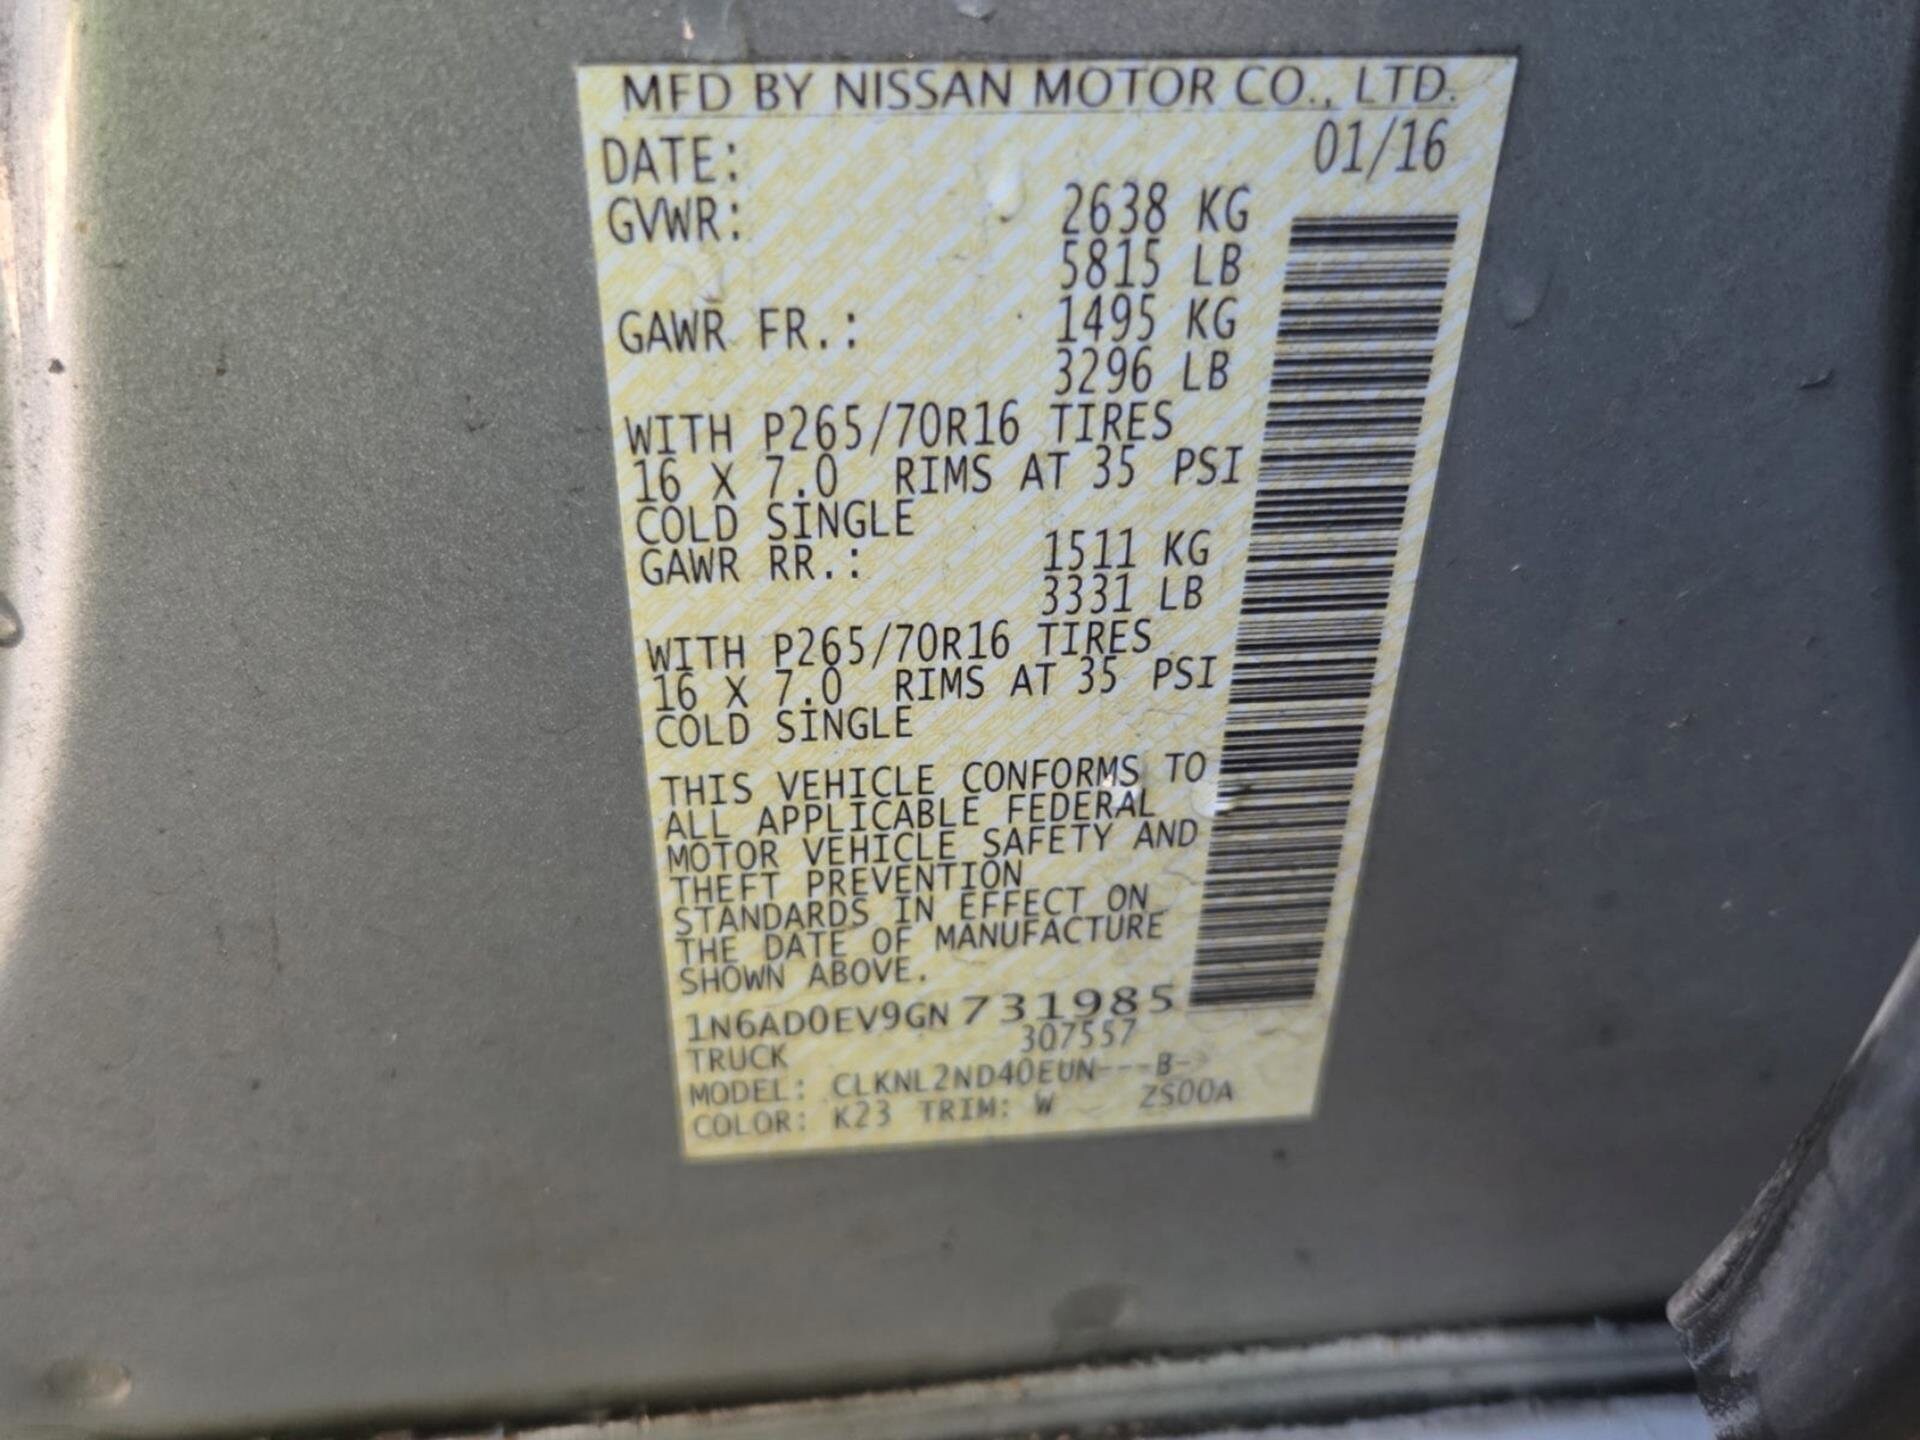 MFD BY NISSAN MOTOR CO., LTD.
DATE: 01/16
GVWR: 2638 KG
5815 LB
GAWR FR.: 1495 KG
3296 LB
WITH P265/70R16 TIRES
16 X 7.0 RIMS AT 35 PSI
COLD SINGLE
GAWR RR.: 1511 KG
3331 LB
WITH P265/70R16 TIRES
16 X 7.0 RIMS AT 35 PSI
COLD SINGLE
THIS VEHICLE CONFORMS TO
ALL APPLICABLE FEDERAL
MOTOR VEHICLE SAFETY AND
THEFT PREVENTION
STANDARDS IN EFFECT ON
THE DATE OF MANUFACTURE
SHOWN ABOVE.
1N6AD0EV9GN731985
TRUCK 307557
MODEL: CLKNL2ND40EUN---B-
COLOR: K23 TRIM: W ZS00A